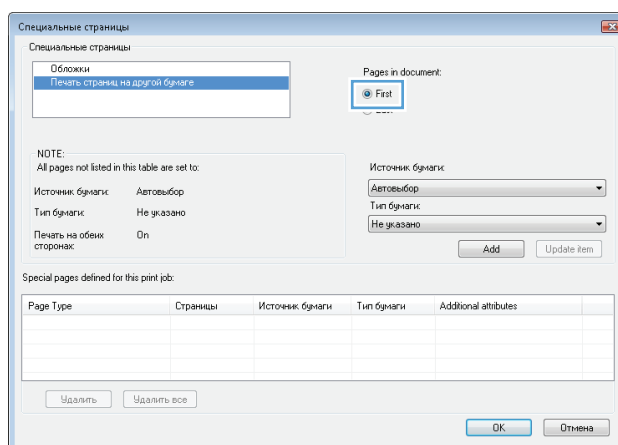 Специальные страницы
Специальные страницы
Обложки
Печать страниц на другой бумаге
Pages in document:
First
NOTE:
All pages not listed in this table are set to:
Источник бумаги: Автовыбор
Тип бумаги: Не указано
Печать на обеих сторонах: On
Источник бумаги:
Автовыбор
Тип бумаги:
Не указано
Add Update item
Special pages defined for this print job:
Page Type Страницы Источник бумаги Тип бумаги Additional attributes
Удалить Удалить все
OK Отмена